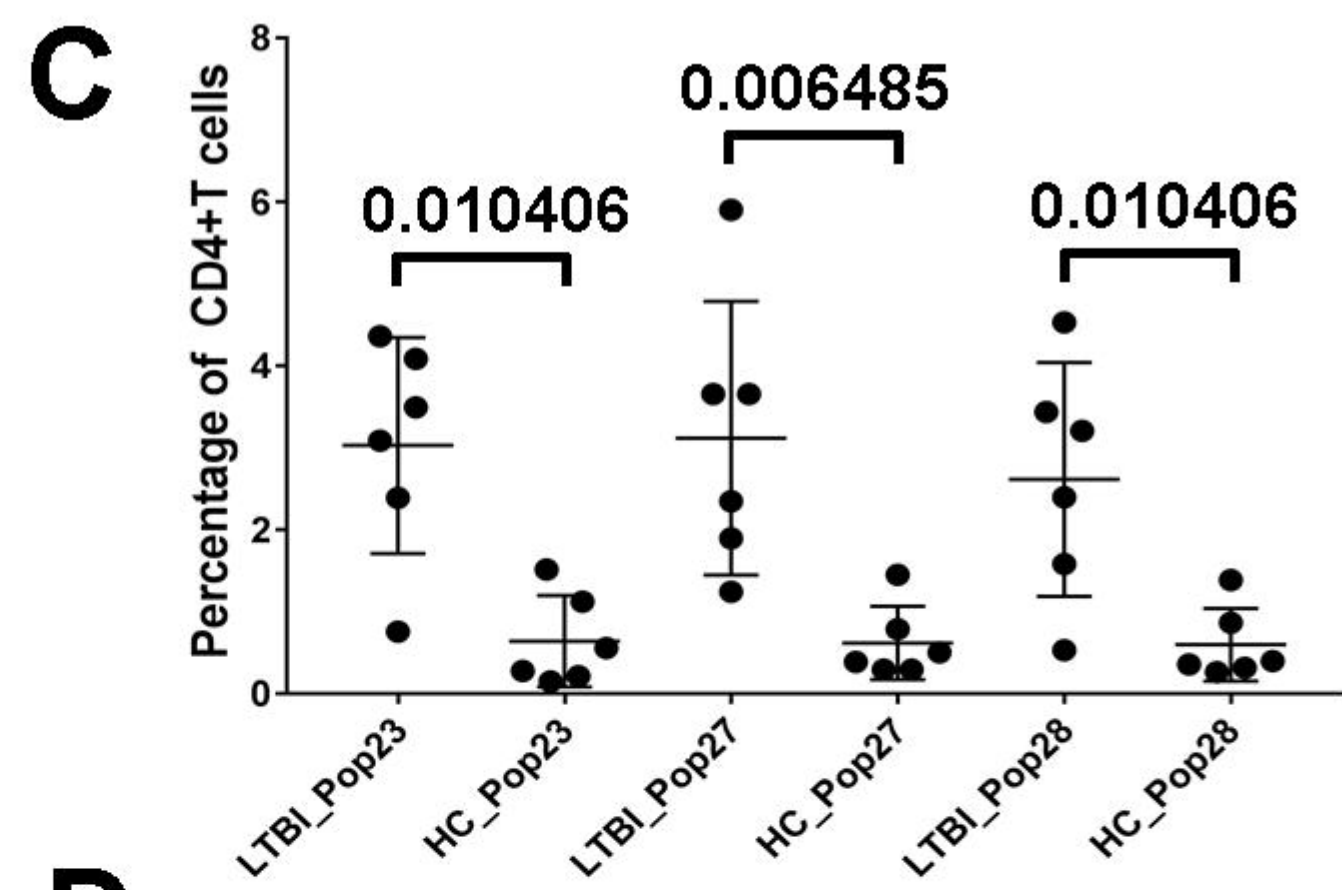 C
Percentage of CD4+T cells
8
6
4
2
0
0.010406
0.006485
0.010406
LTBI_Pop23
HC_Pop23
LTBI_Pop27
HC_Pop27
LTBI_Pop28
HC_Pop28